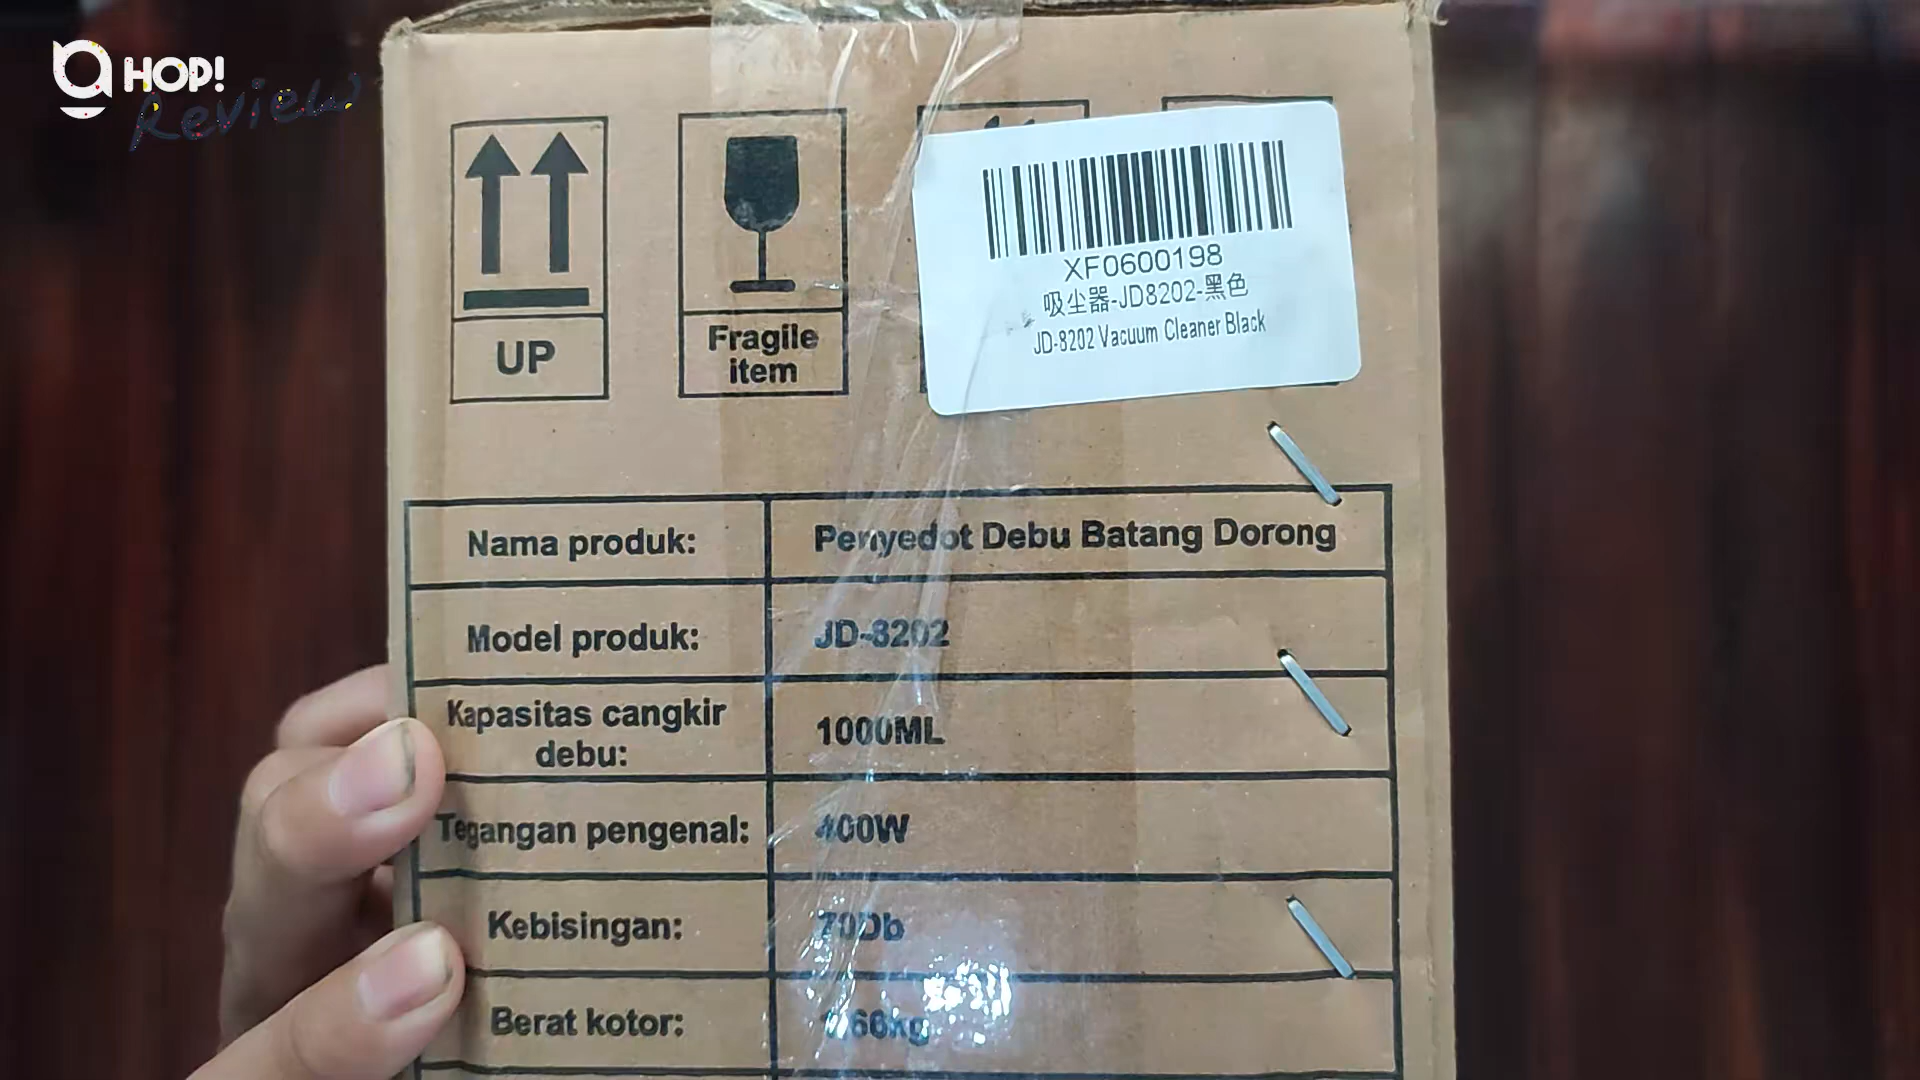 HOP!
Review
XF0600198
吸尘器-JD8202-黑色
JD-8202 Vacuum Cleaner Black
UP
Fragile
item
Nama produk: Penyedot Debu Batang Dorong
Model produk: JD-8202
Kapasitas cangkir
debu: 1000ML
Tegangan pengenal: 400W
Kebisingan: 70Db
Berat kotor: